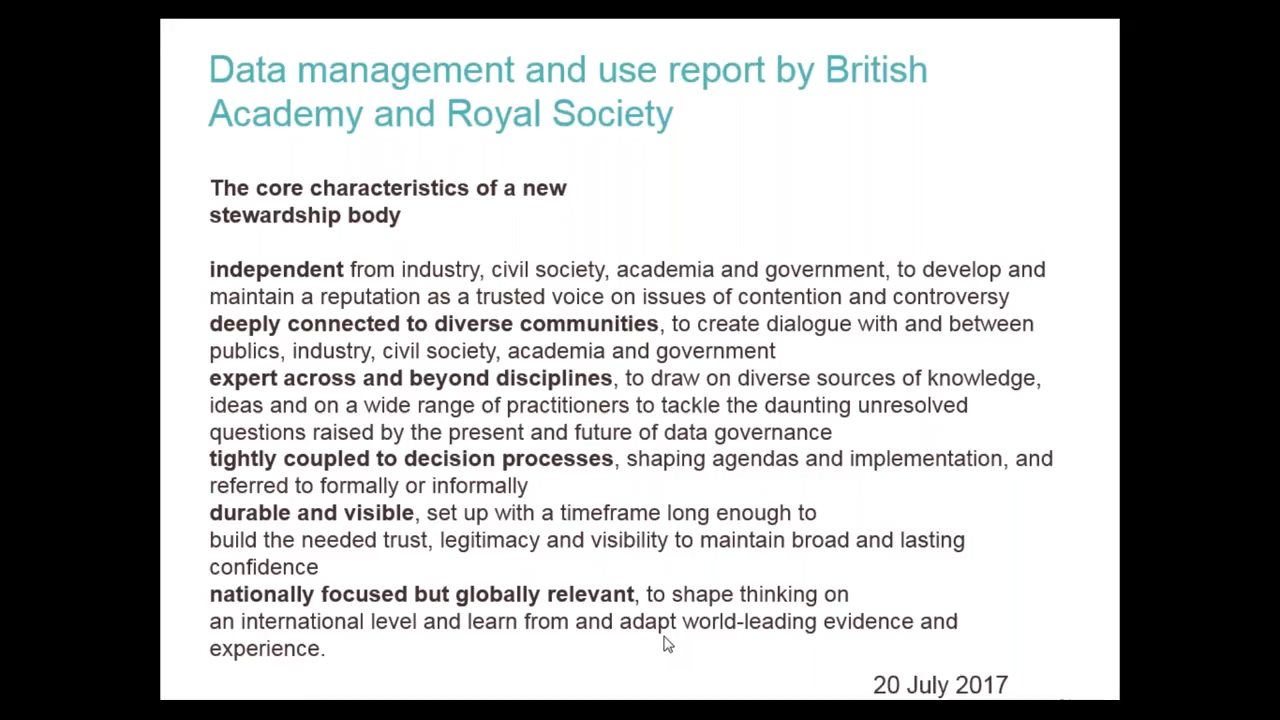 Data management and use report by British
Academy and Royal Society
The core characteristics of a new
stewardship body
independent from industry, civil society, academia and government, to develop and
maintain a reputation as a trusted voice on issues of contention and controversy
deeply connected to diverse communities, to create dialogue with and between
publics, industry, civil society, academia and government
expert across and beyond disciplines, to draw on diverse sources of knowledge,
ideas and on a wide range of practitioners to tackle the daunting unresolved
questions raised by the present and future of data governance
tightly coupled to decision processes, shaping agendas and implementation, and
referred to formally or informally
durable and visible, set up with a timeframe long enough to
build the needed trust, legitimacy and visibility to maintain broad and lasting
confidence
nationally focused but globally relevant, to shape thinking on
an international level and learn from and adapt world-leading evidence and
experience.
20 July 2017